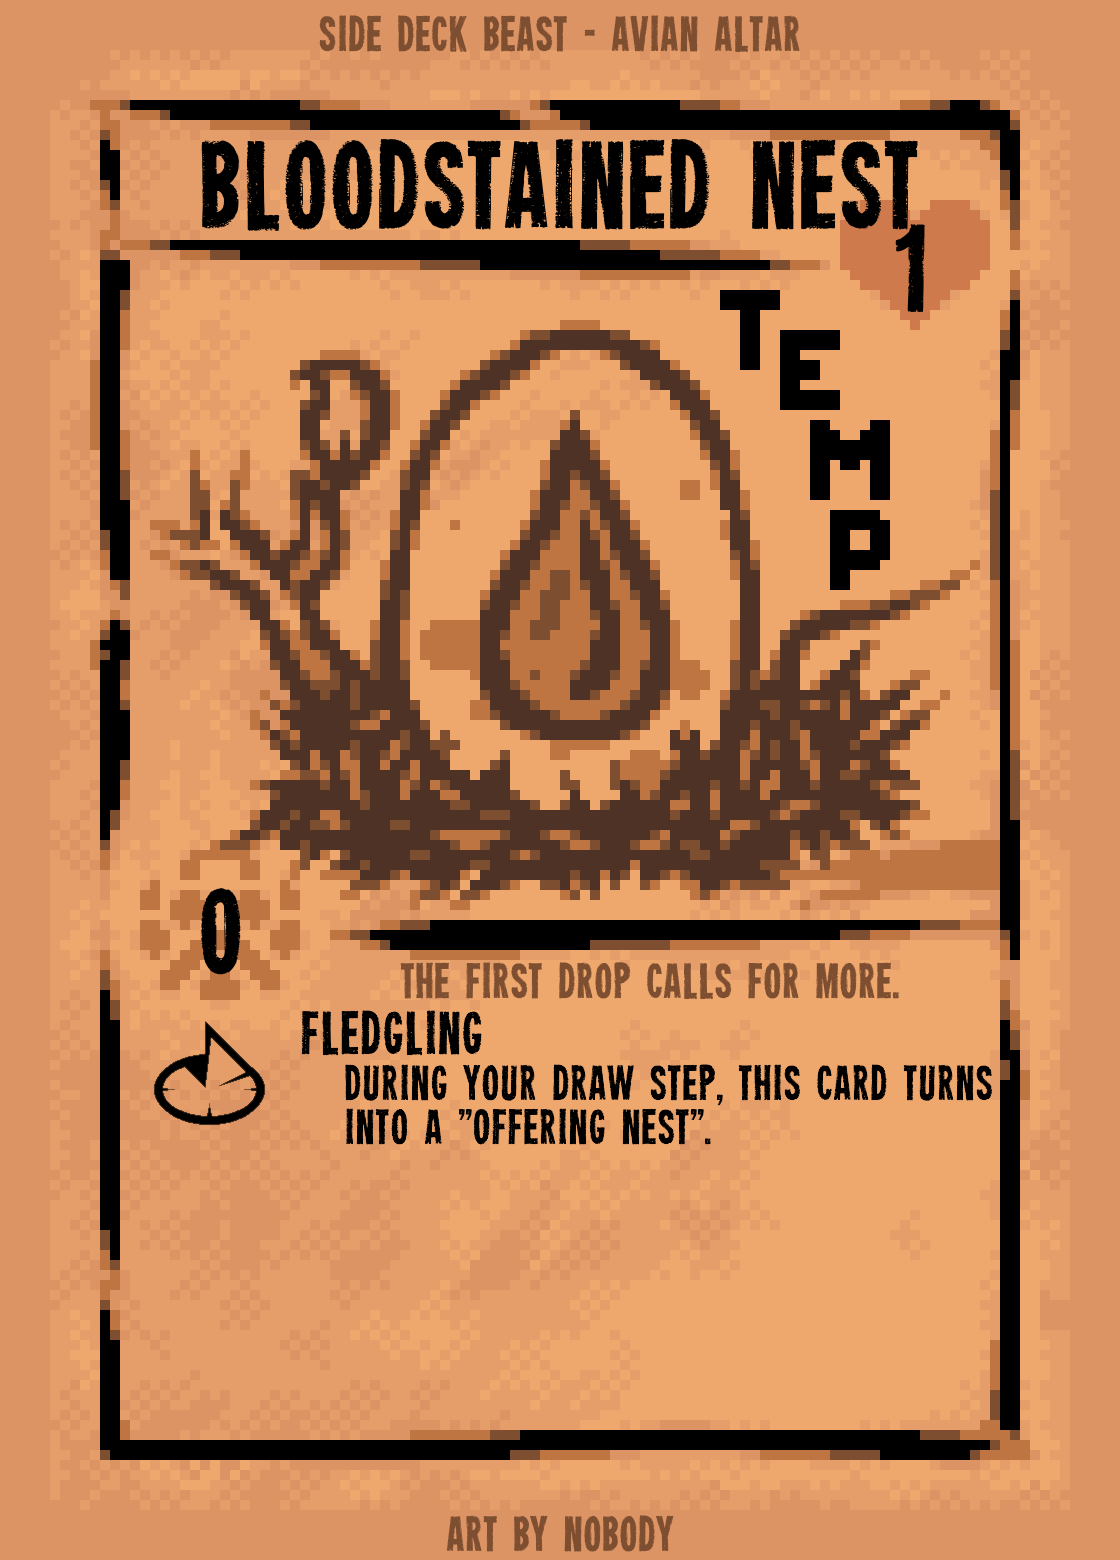 SIDE DECK BEAST - AVIAN ALTAR
BLOODSTAINED NEST
1
TEMP
0
THE FIRST DROP CALLS FOR MORE.
FLEDGLING
DURING YOUR DRAW STEP, THIS CARD TURNS
INTO A "OFFERING NEST".
ART BY NOBODY